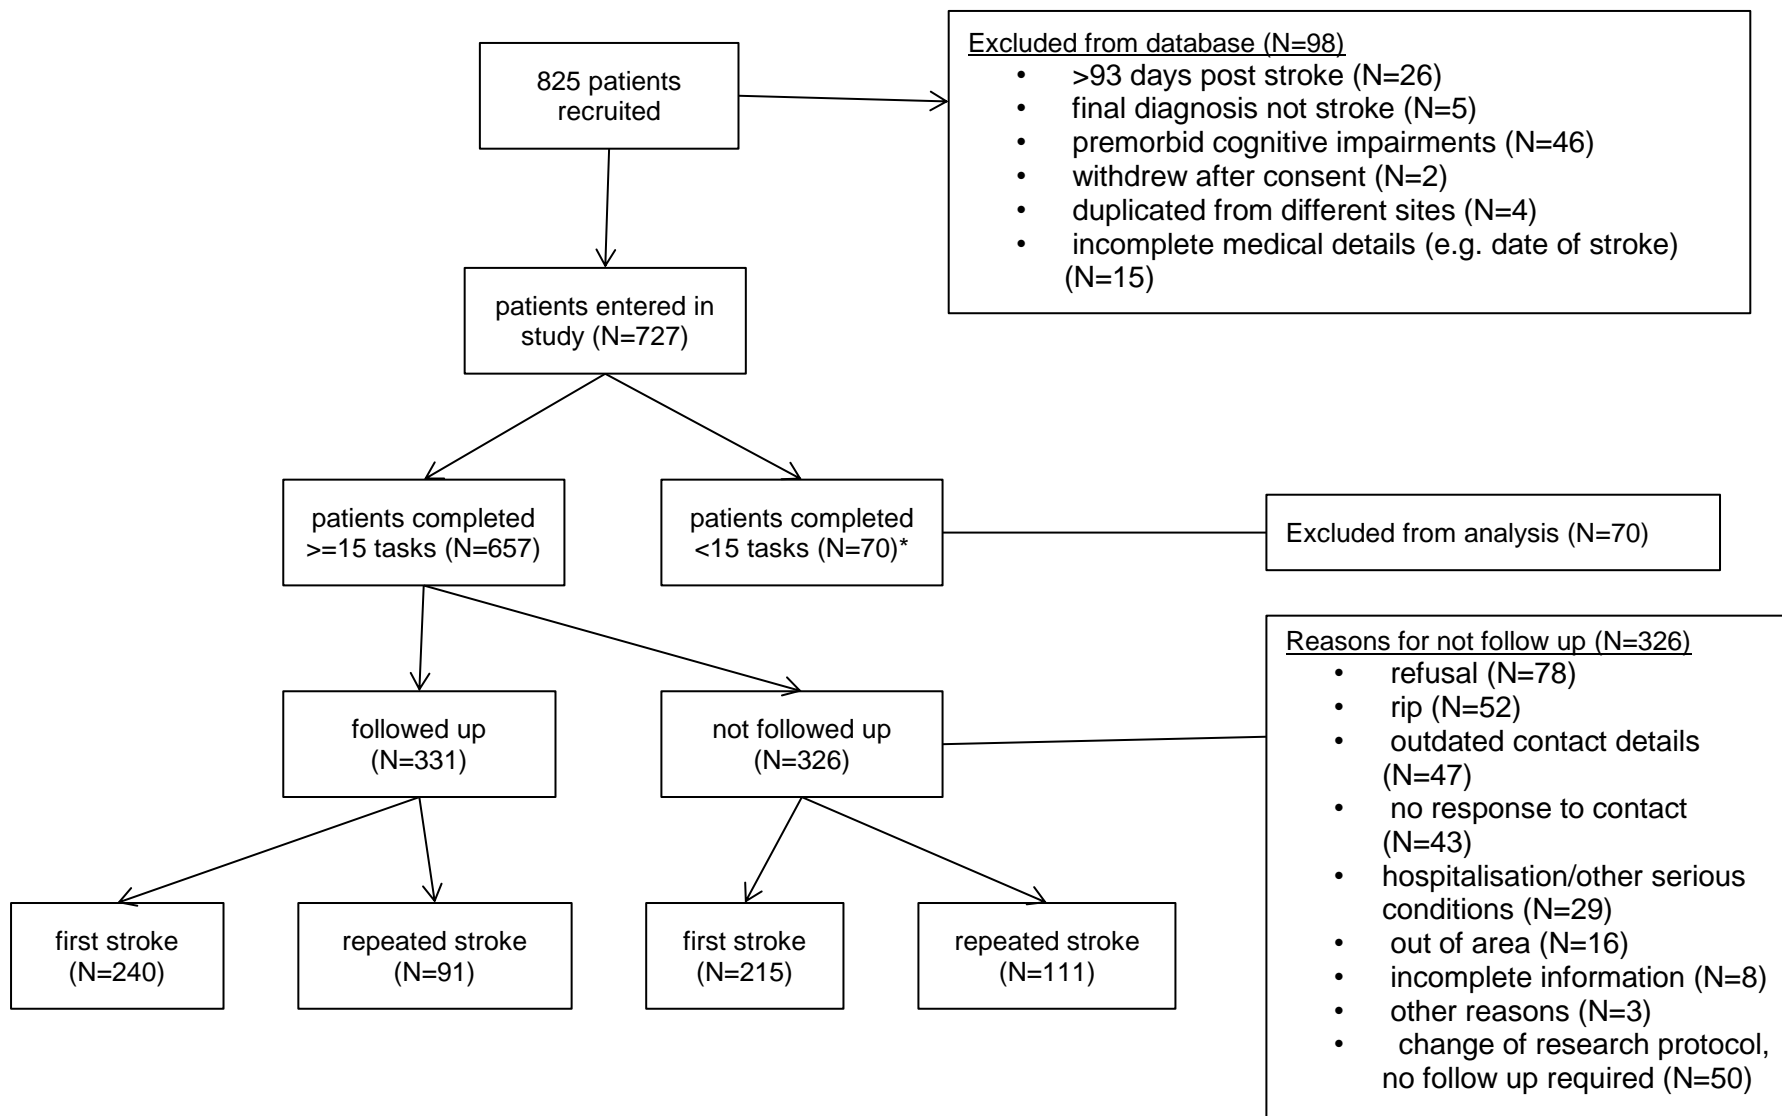 825 patients
recruited
Excluded from database (N=98)
• >93 days post stroke (N=26)
• final diagnosis not stroke (N=5)
• premorbid cognitive impairments (N=46)
• withdrew after consent (N=2)
• duplicated from different sites (N=4)
• incomplete medical details (e.g. date of stroke)
(N=15)
patients entered in
study (N=727)
patients completed
>=15 tasks (N=657)
patients completed
<15 tasks (N=70)*
Excluded from analysis (N=70)
followed up
(N=331)
not followed up
(N=326)
Reasons for not follow up (N=326)
• refusal (N=78)
• rip (N=52)
• outdated contact details
(N=47)
• no response to contact
(N=43)
• hospitalisation/other serious
conditions (N=29)
• out of area (N=16)
• incomplete information (N=8)
• other reasons (N=3)
• change of research protocol,
no follow up required (N=50)
first stroke
(N=240)
repeated stroke
(N=91)
first stroke
(N=215)
repeated stroke
(N=111)